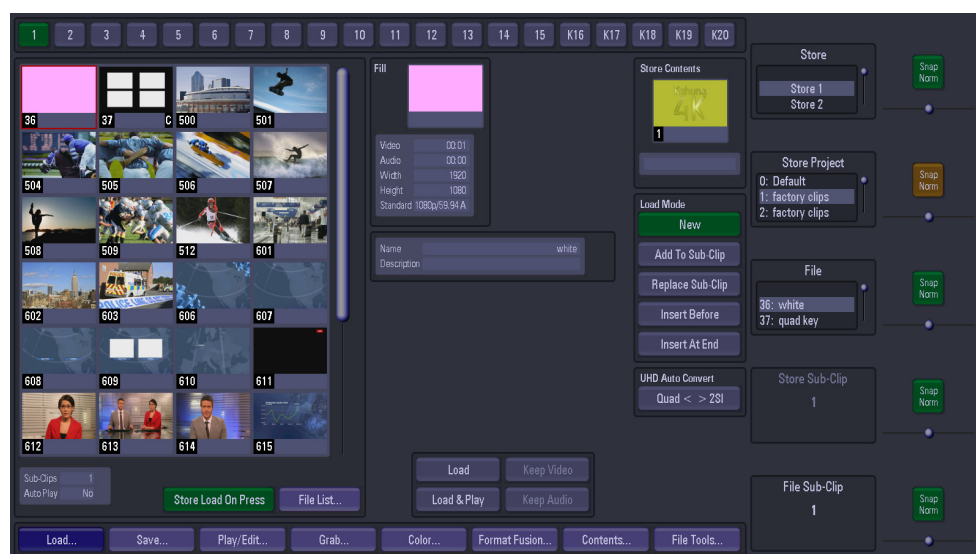 1 2 3 4 5 6 7 8 9 10 11 12 13 14 15 K16 K17 K18 K19 K20
36 37 C 500 501
504 505 506 507
508 509 512 601
602 603 606 607
POLICE LINE
608 609 610 611
612 613 614 615
Sub-Clips 1
Auto Play No
Store Load On Press
File List...
Fill
Video 00:01
Audio 00:00
Width 1920
Height 1080
Standard 1080p/59.94 A
Name white
Description
Load
Keep Video
Load & Play
Keep Audio
Store Contents
Kahuna
4K
1
Load Mode
New
Add To Sub-Clip
Replace Sub-Clip
Insert Before
Insert At End
UHD Auto Convert
Quad < > 2SI
Load...
Save...
Play/Edit...
Grab...
Color...
Format Fusion...
Contents...
File Tools...
Store
Store 1
Store 2
Snap
Norm
Store Project
0: Default
1: factory clips
2: factory clips
Snap
Norm
File
36: white
37: quad key
Snap
Norm
Store Sub-Clip
1
Snap
Norm
File Sub-Clip
1
Snap
Norm